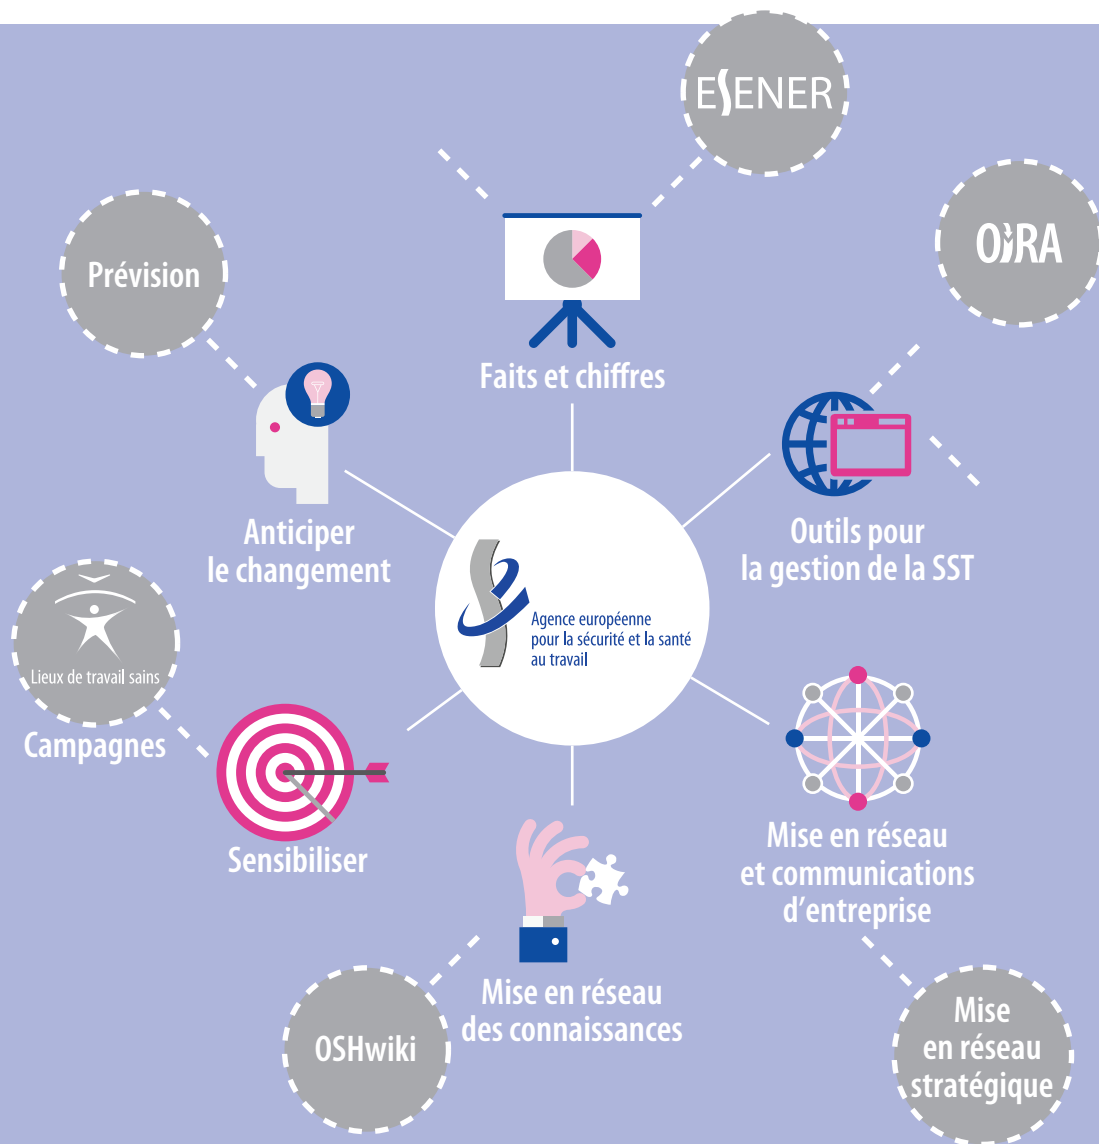 ESENER
OiRA
Prévision
Faits et chiffres
Anticiper
le changement
Outils pour
la gestion de la SST
Agence européenne
pour la sécurité et la santé
au travail
Lieux de travail sains
Campagnes
Sensibiliser
Mise en réseau
et communications
d'entreprise
Mise en réseau
des connaissances
OSHwiki
Mise
en réseau
stratégique